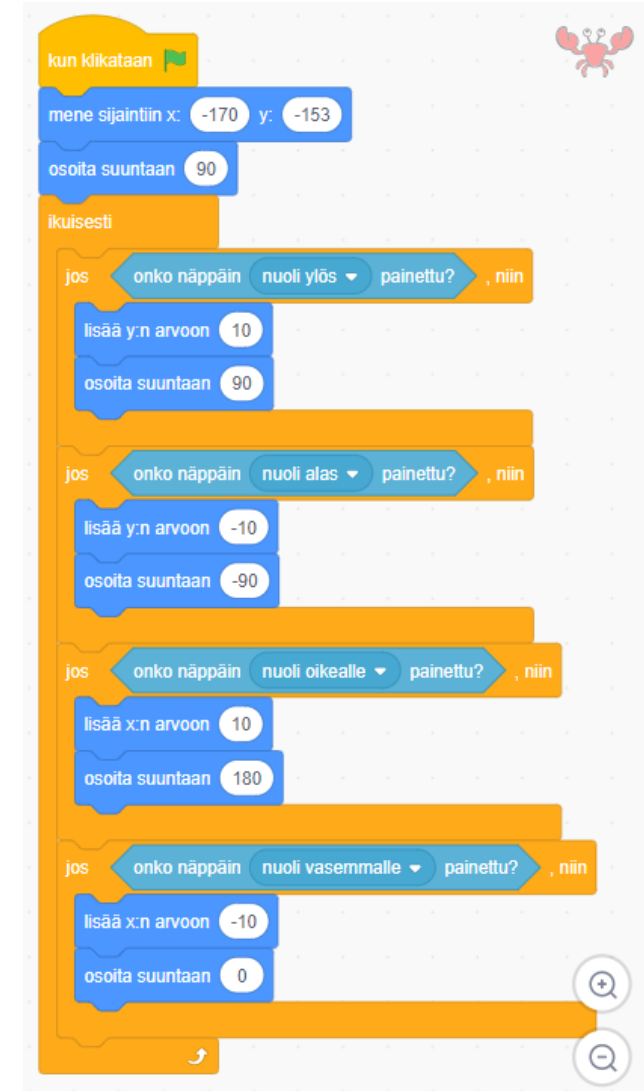 kun klikataan
mene sijaintiin x: -170 y: -153
osoita suuntaan 90
ikuisesti
jos onko näppäin nuoli ylös painettu? , niin
lisää y:n arvoon 10
osoita suuntaan 90
jos onko näppäin nuoli alas painettu? , niin
lisää y:n arvoon -10
osoita suuntaan -90
jos onko näppäin nuoli oikealle painettu? , niin
lisää x:n arvoon 10
osoita suuntaan 180
jos onko näppäin nuoli vasemmalle painettu? , niin
lisää x:n arvoon -10
osoita suuntaan 0